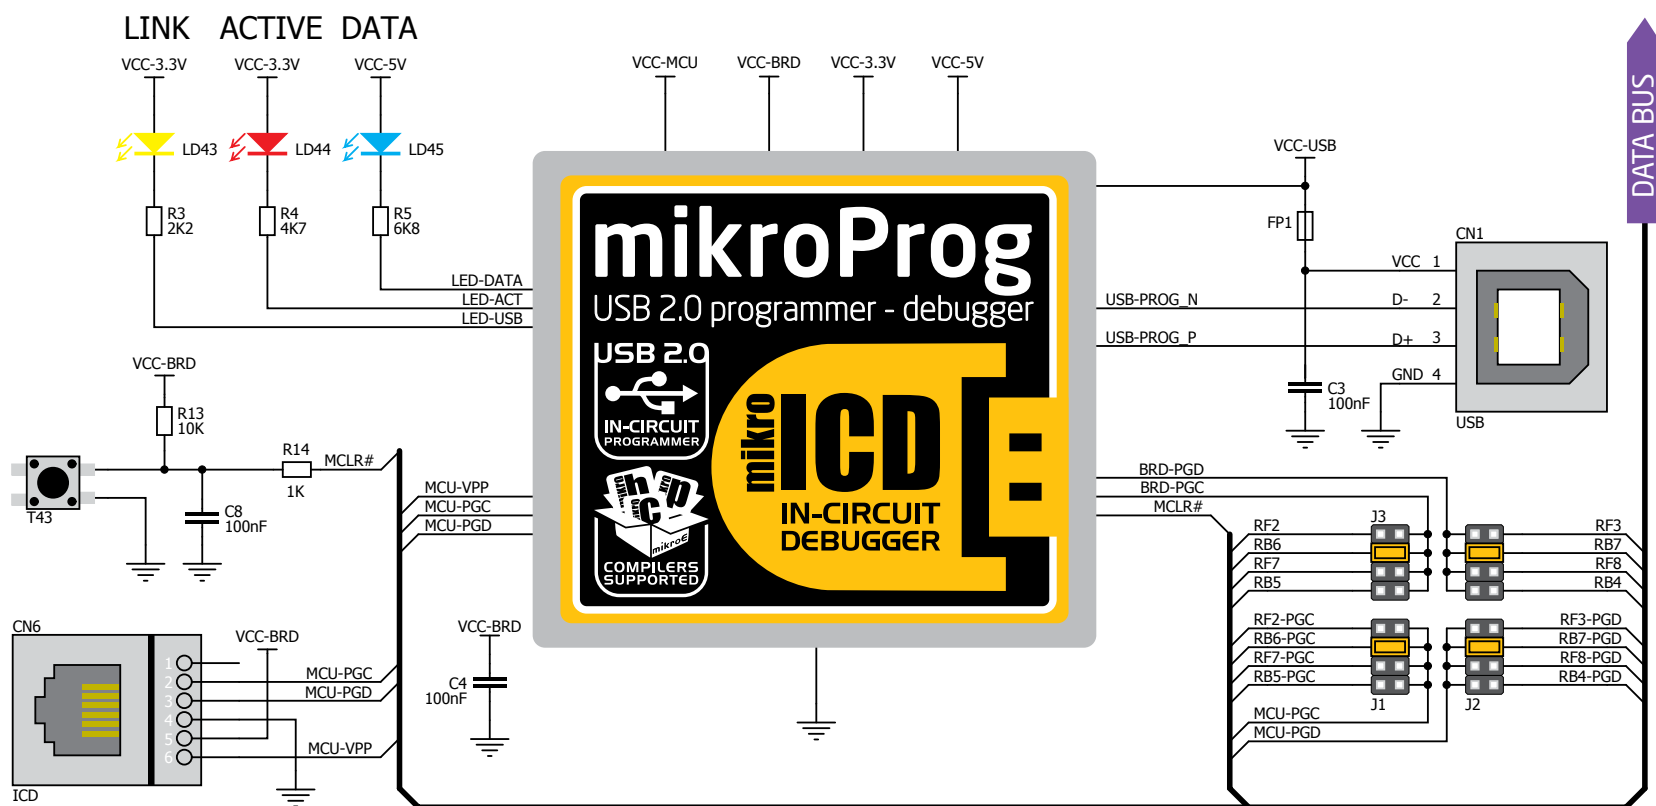 LINK ACTIVE DATA
VCC-3.3V VCC-3.3V VCC-5V
LD43 LD44 LD45
R3 2K2
R4 4K7
R5 6K8
LED-DATA
LED-ACT
LED-USB
VCC-MCU VCC-BRD VCC-3.3V VCC-5V
mikroProg
USB 2.0 programmer - debugger
USB 2.0
IN-CIRCUIT
PROGRAMMER
mikro
ICD
IN-CIRCUIT
DEBUGGER
mikroE
COMPILERS
SUPPORTED
VCC-USB
FP1
CN1
VCC 1
D- 2
D+ 3
GND 4
USB
USB-PROG_N
USB-PROG_P
C3
100nF
DATA BUS
VCC-BRD
R13
10K
R14
1K
MCLR#
T43
C8
100nF
MCU-VPP
MCU-PGC
MCU-PGD
CN6
VCC-BRD
1
2
3
4
5
6
MCU-PGC
MCU-PGD
MCU-VPP
ICD
VCC-BRD
C4
100nF
BRD-PGD
BRD-PGC
MCLR#
J3
RF2 RF3
RB6 RB7
RF7 RF8
RB5 RB4
RF2-PGC RF3-PGD
RB6-PGC RB7-PGD
RF7-PGC RF8-PGD
RB5-PGC RB4-PGD
J1 J2
MCU-PGC
MCU-PGD